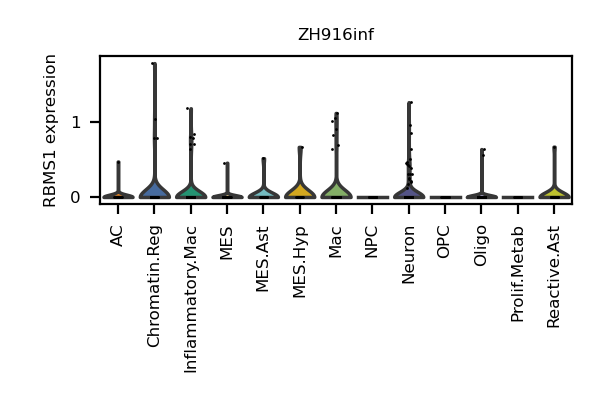 ZH916inf
RBMS1 expression
1
0
AC
Chromatin.Reg
Inflammatory.Mac
MES
MES.Ast
MES.Hyp
Mac
NPC
Neuron
OPC
Oligo
Prolif.Metab
Reactive.Ast